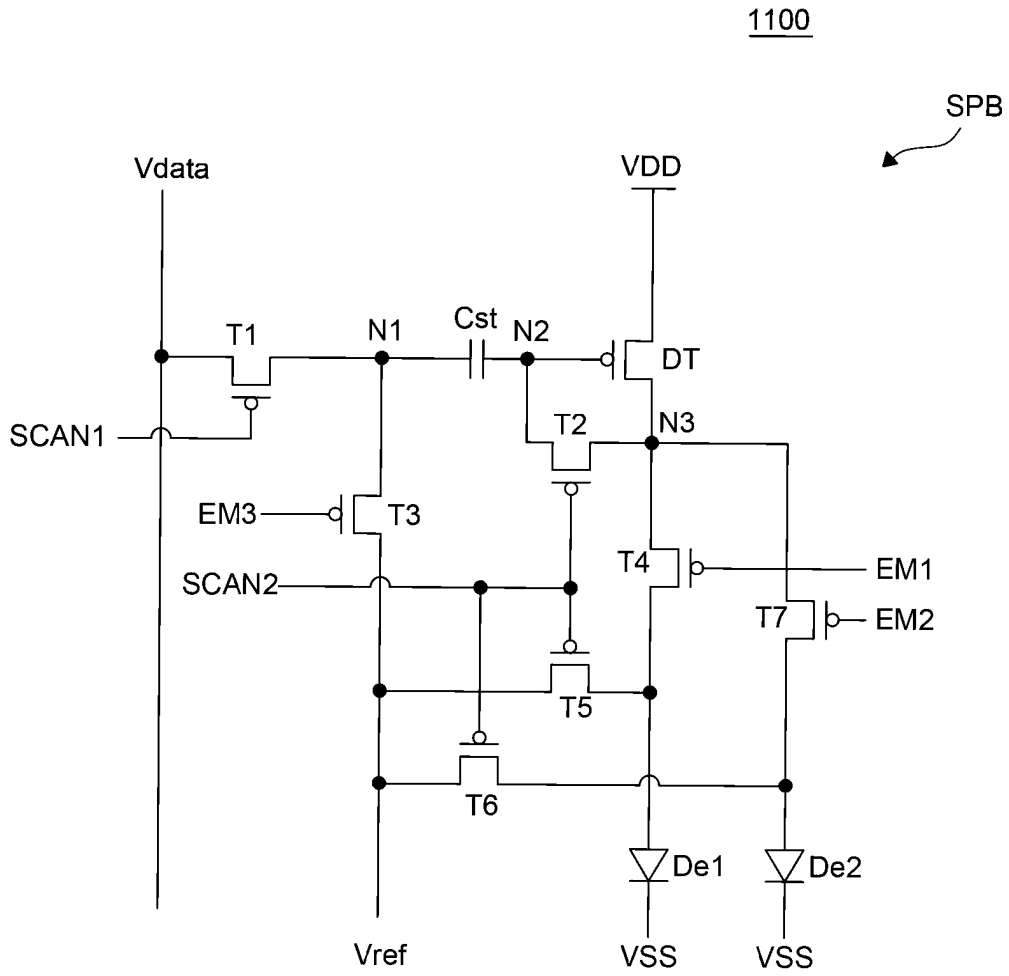 1100
SPB
Vdata
VDD
T1
N1
Cst
N2
DT
SCAN1
T2
N3
EM3
T3
T4
EM1
SCAN2
T7
EM2
T5
T6
De1
De2
Vref
VSS
VSS